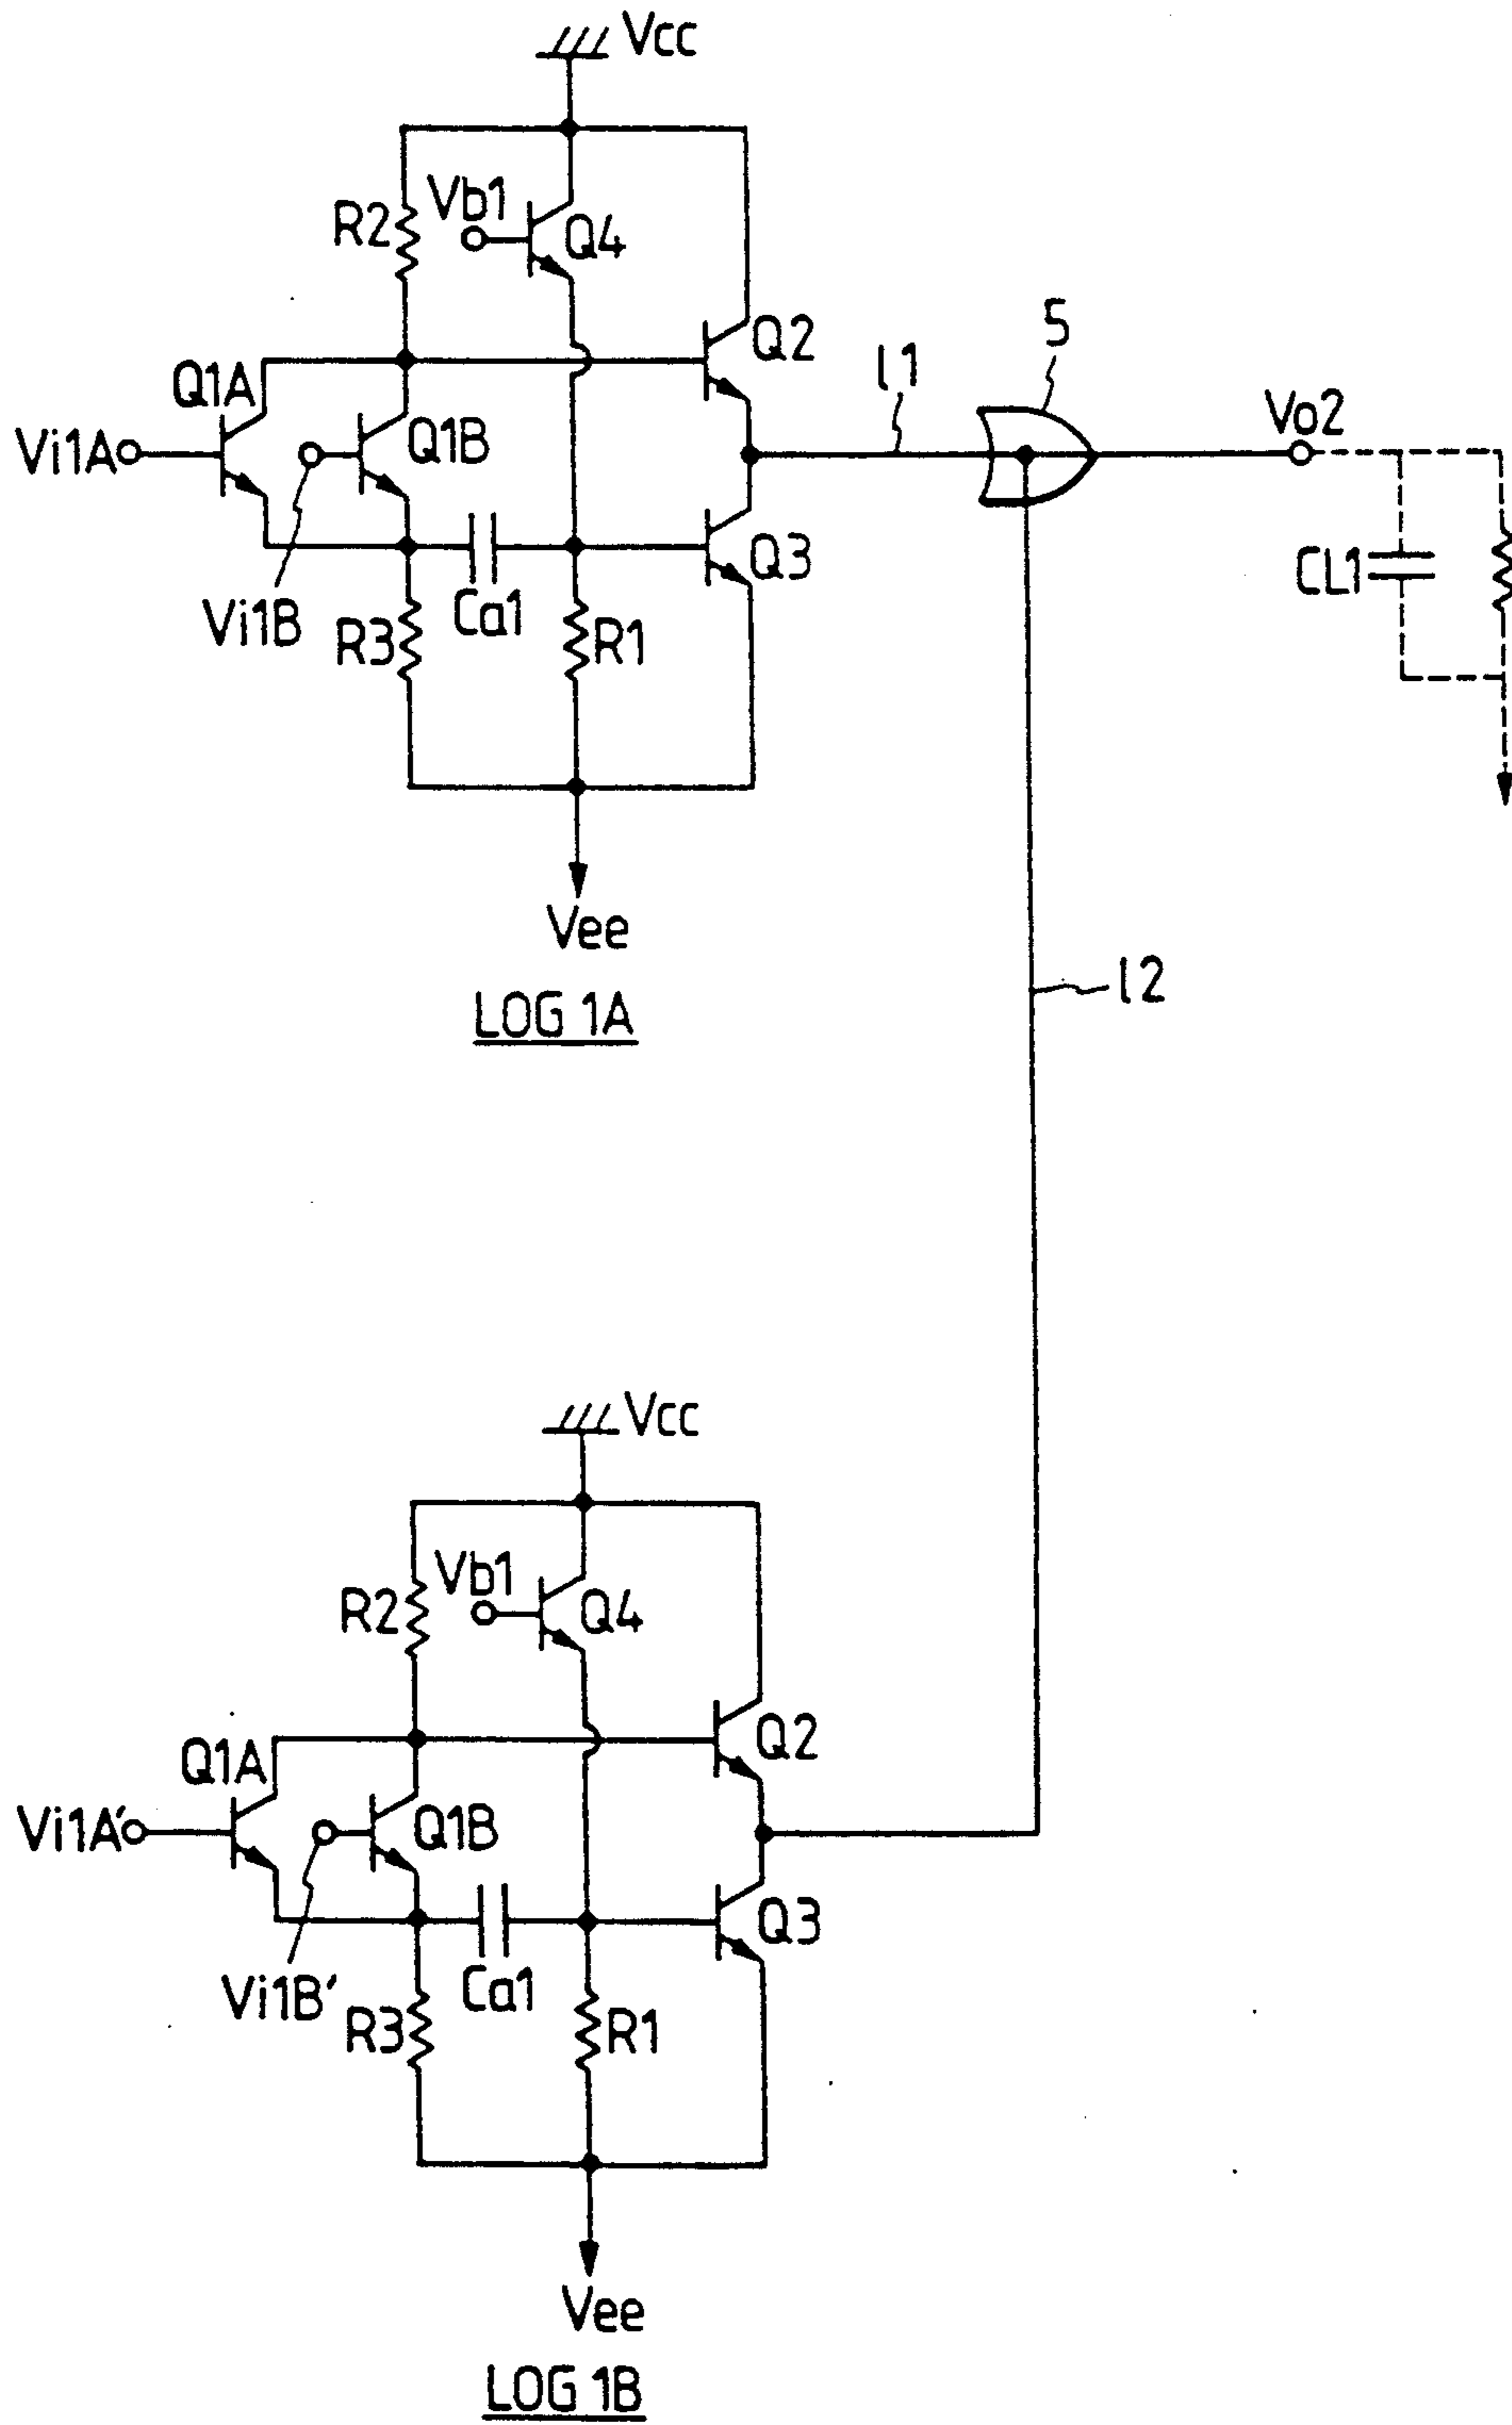 Vcc
Vb1
R2
Q4
Q2
Q1A
l1
5
Vo2
Vi1A
Q1B
Q3
CL1
Vi1B
R3
Ca1
R1
Vee
LOG 1A
l2
Vcc
Vb1
R2
Q4
Q2
Q1A
Vi1A'
Q1B
Q3
Vi1B'
R3
Ca1
R1
Vee
LOG 1B